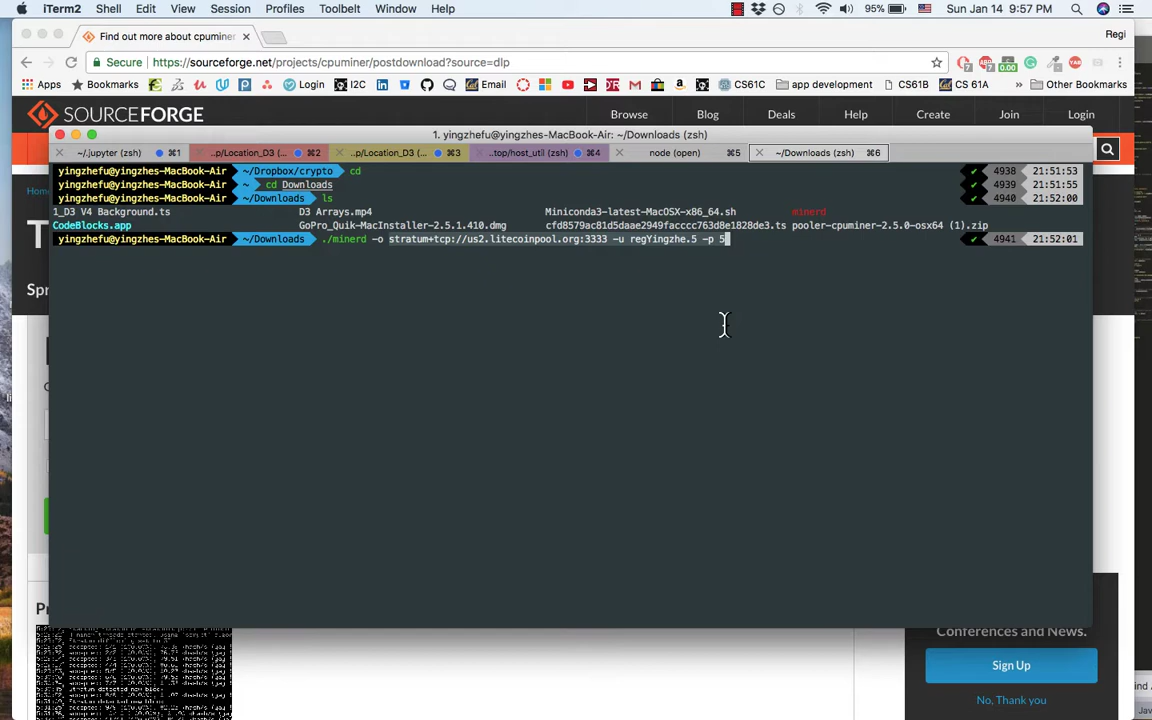 iTerm2 Shell Edit View Session Profiles Toolbelt Window Help 95% Sun Jan 14 9:57 PM
Find out more about cpuminer
Regi
Secure https://sourceforge.net/projects/cpuminer/postdownload?source=dlp
Apps Bookmarks Login I2C Email CS61C app development CS61B CS 61A » Other Bookmarks
SOURCEFORGE Browse Blog Deals Help Create Join Login
1. yingzhefu@yingzhes-MacBook-Air: ~/Downloads (zsh)
~/.jupyter (zsh) ⌘1 ..p/Location_D3 (... ⌘2 ..p/Location_D3 (... ⌘3 ..top/host_util (zsh) ⌘4 node (open) ⌘5 ~/Downloads (zsh) ⌘6
yingzhefu@yingzhes-MacBook-Air ~/Dropbox/crypto cd ✔ 4938 21:51:53
yingzhefu@yingzhes-MacBook-Air ~ cd Downloads ✔ 4939 21:51:55
yingzhefu@yingzhes-MacBook-Air ~/Downloads ls ✔ 4940 21:52:00
1_D3 V4 Background.ts D3 Arrays.mp4 Miniconda3-latest-MacOSX-x86_64.sh minerd
CodeBlocks.app GoPro_Quik-MacInstaller-2.5.1.410.dmg cfd8579ac81d5daae2949facccc763d8e1828de3.ts pooler-cpuminer-2.5.0-osx64 (1).zip
yingzhefu@yingzhes-MacBook-Air ~/Downloads ./minerd -o stratum+tcp://us2.litecoinpool.org:3333 -u regYingzhe.5 -p 5 ✔ 4941 21:52:01
Conferences and News.
Sign Up
No, Thank you